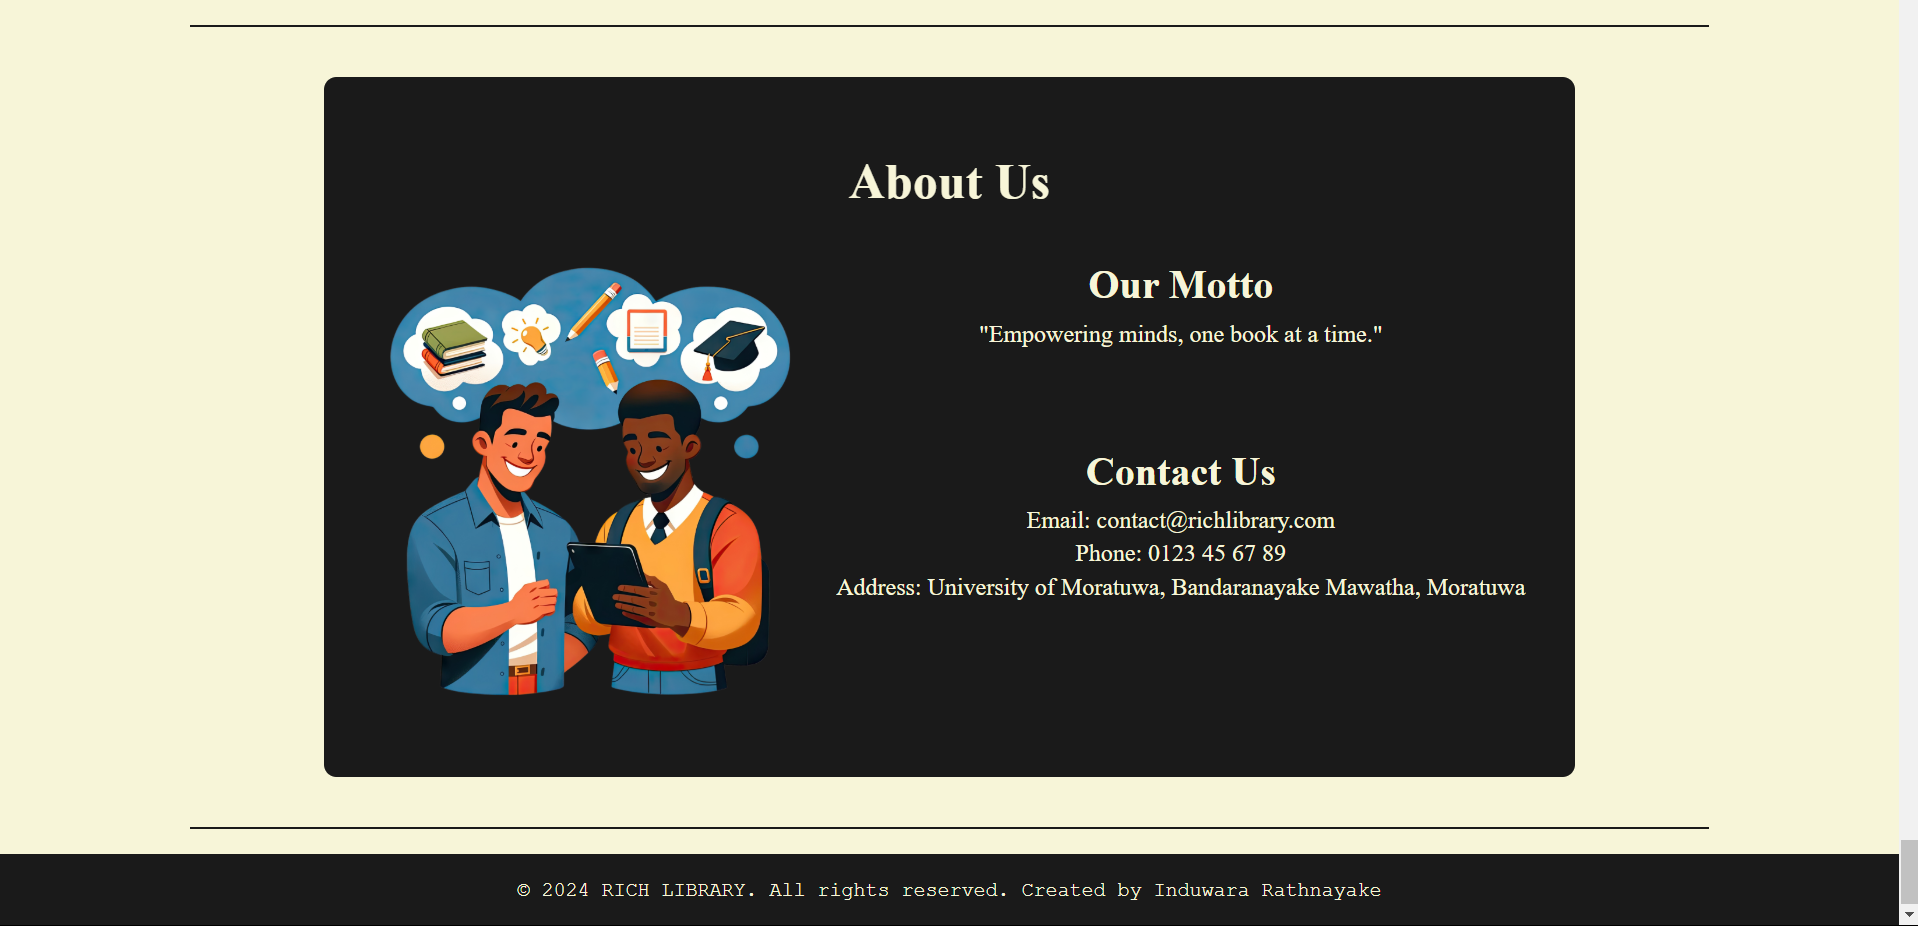 About Us
Our Motto
"Empowering minds, one book at a time."
Contact Us
Email: contact@richlibrary.com
Phone: 0123 45 67 89
Address: University of Moratuwa, Bandaranayake Mawatha, Moratuwa
© 2024 RICH LIBRARY. All rights reserved. Created by Induwara Rathnayake